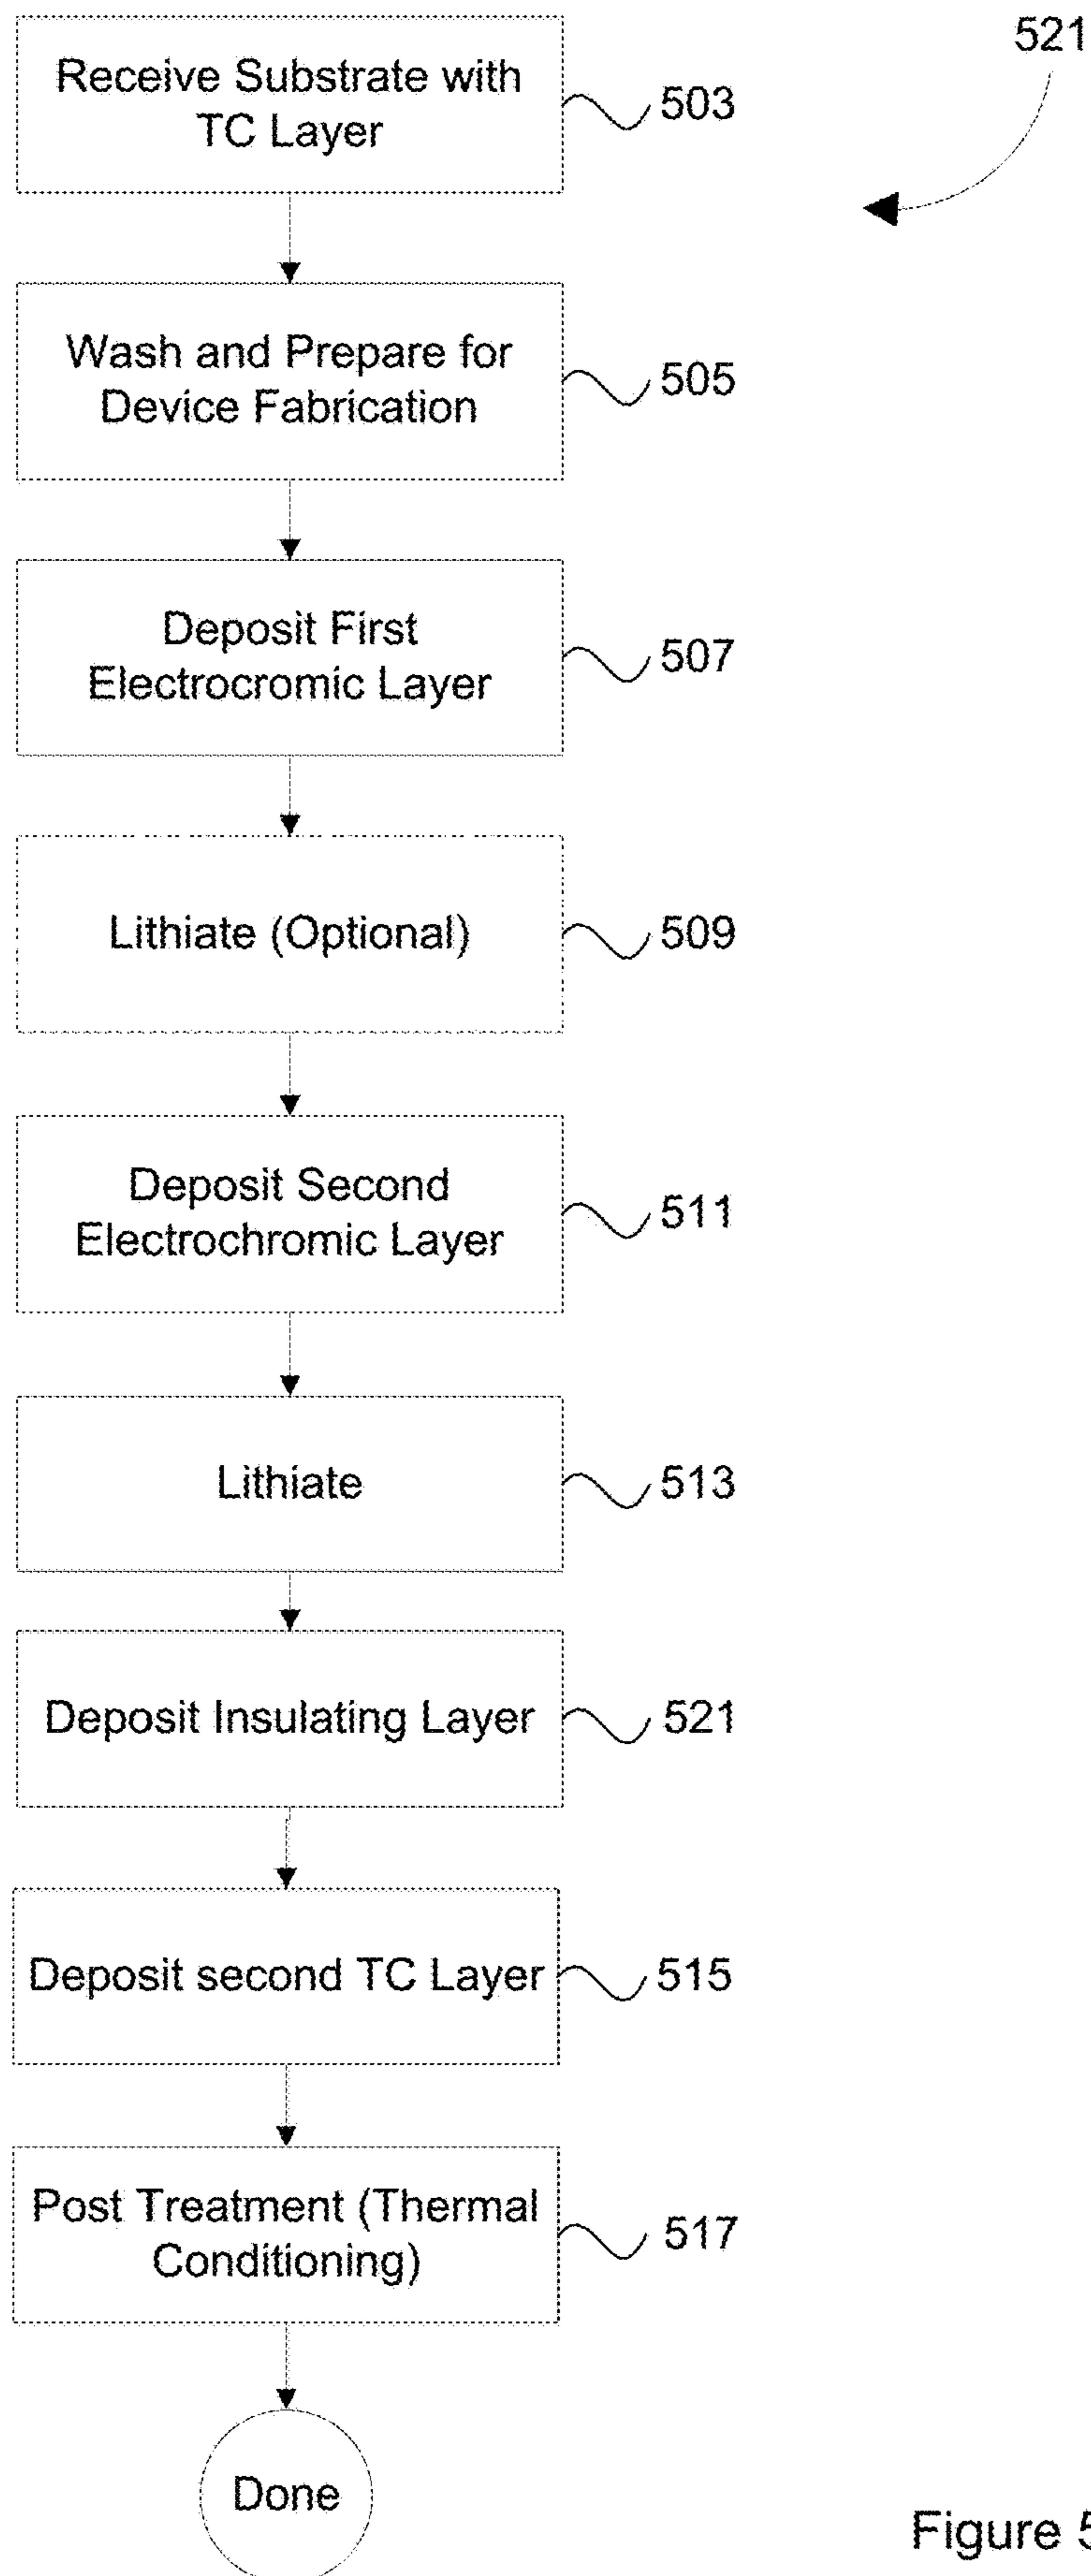 521
Receive Substrate with
TC Layer
503
Wash and Prepare for
Device Fabrication
505
Deposit First
Electrocromic Layer
507
Lithiate (Optional)
509
Deposit Second
Electrochromic Layer
511
Lithiate
513
Deposit Insulating Layer
521
Deposit second TC Layer
515
Post Treatment (Thermal
Conditioning)
517
Done
Figure 5